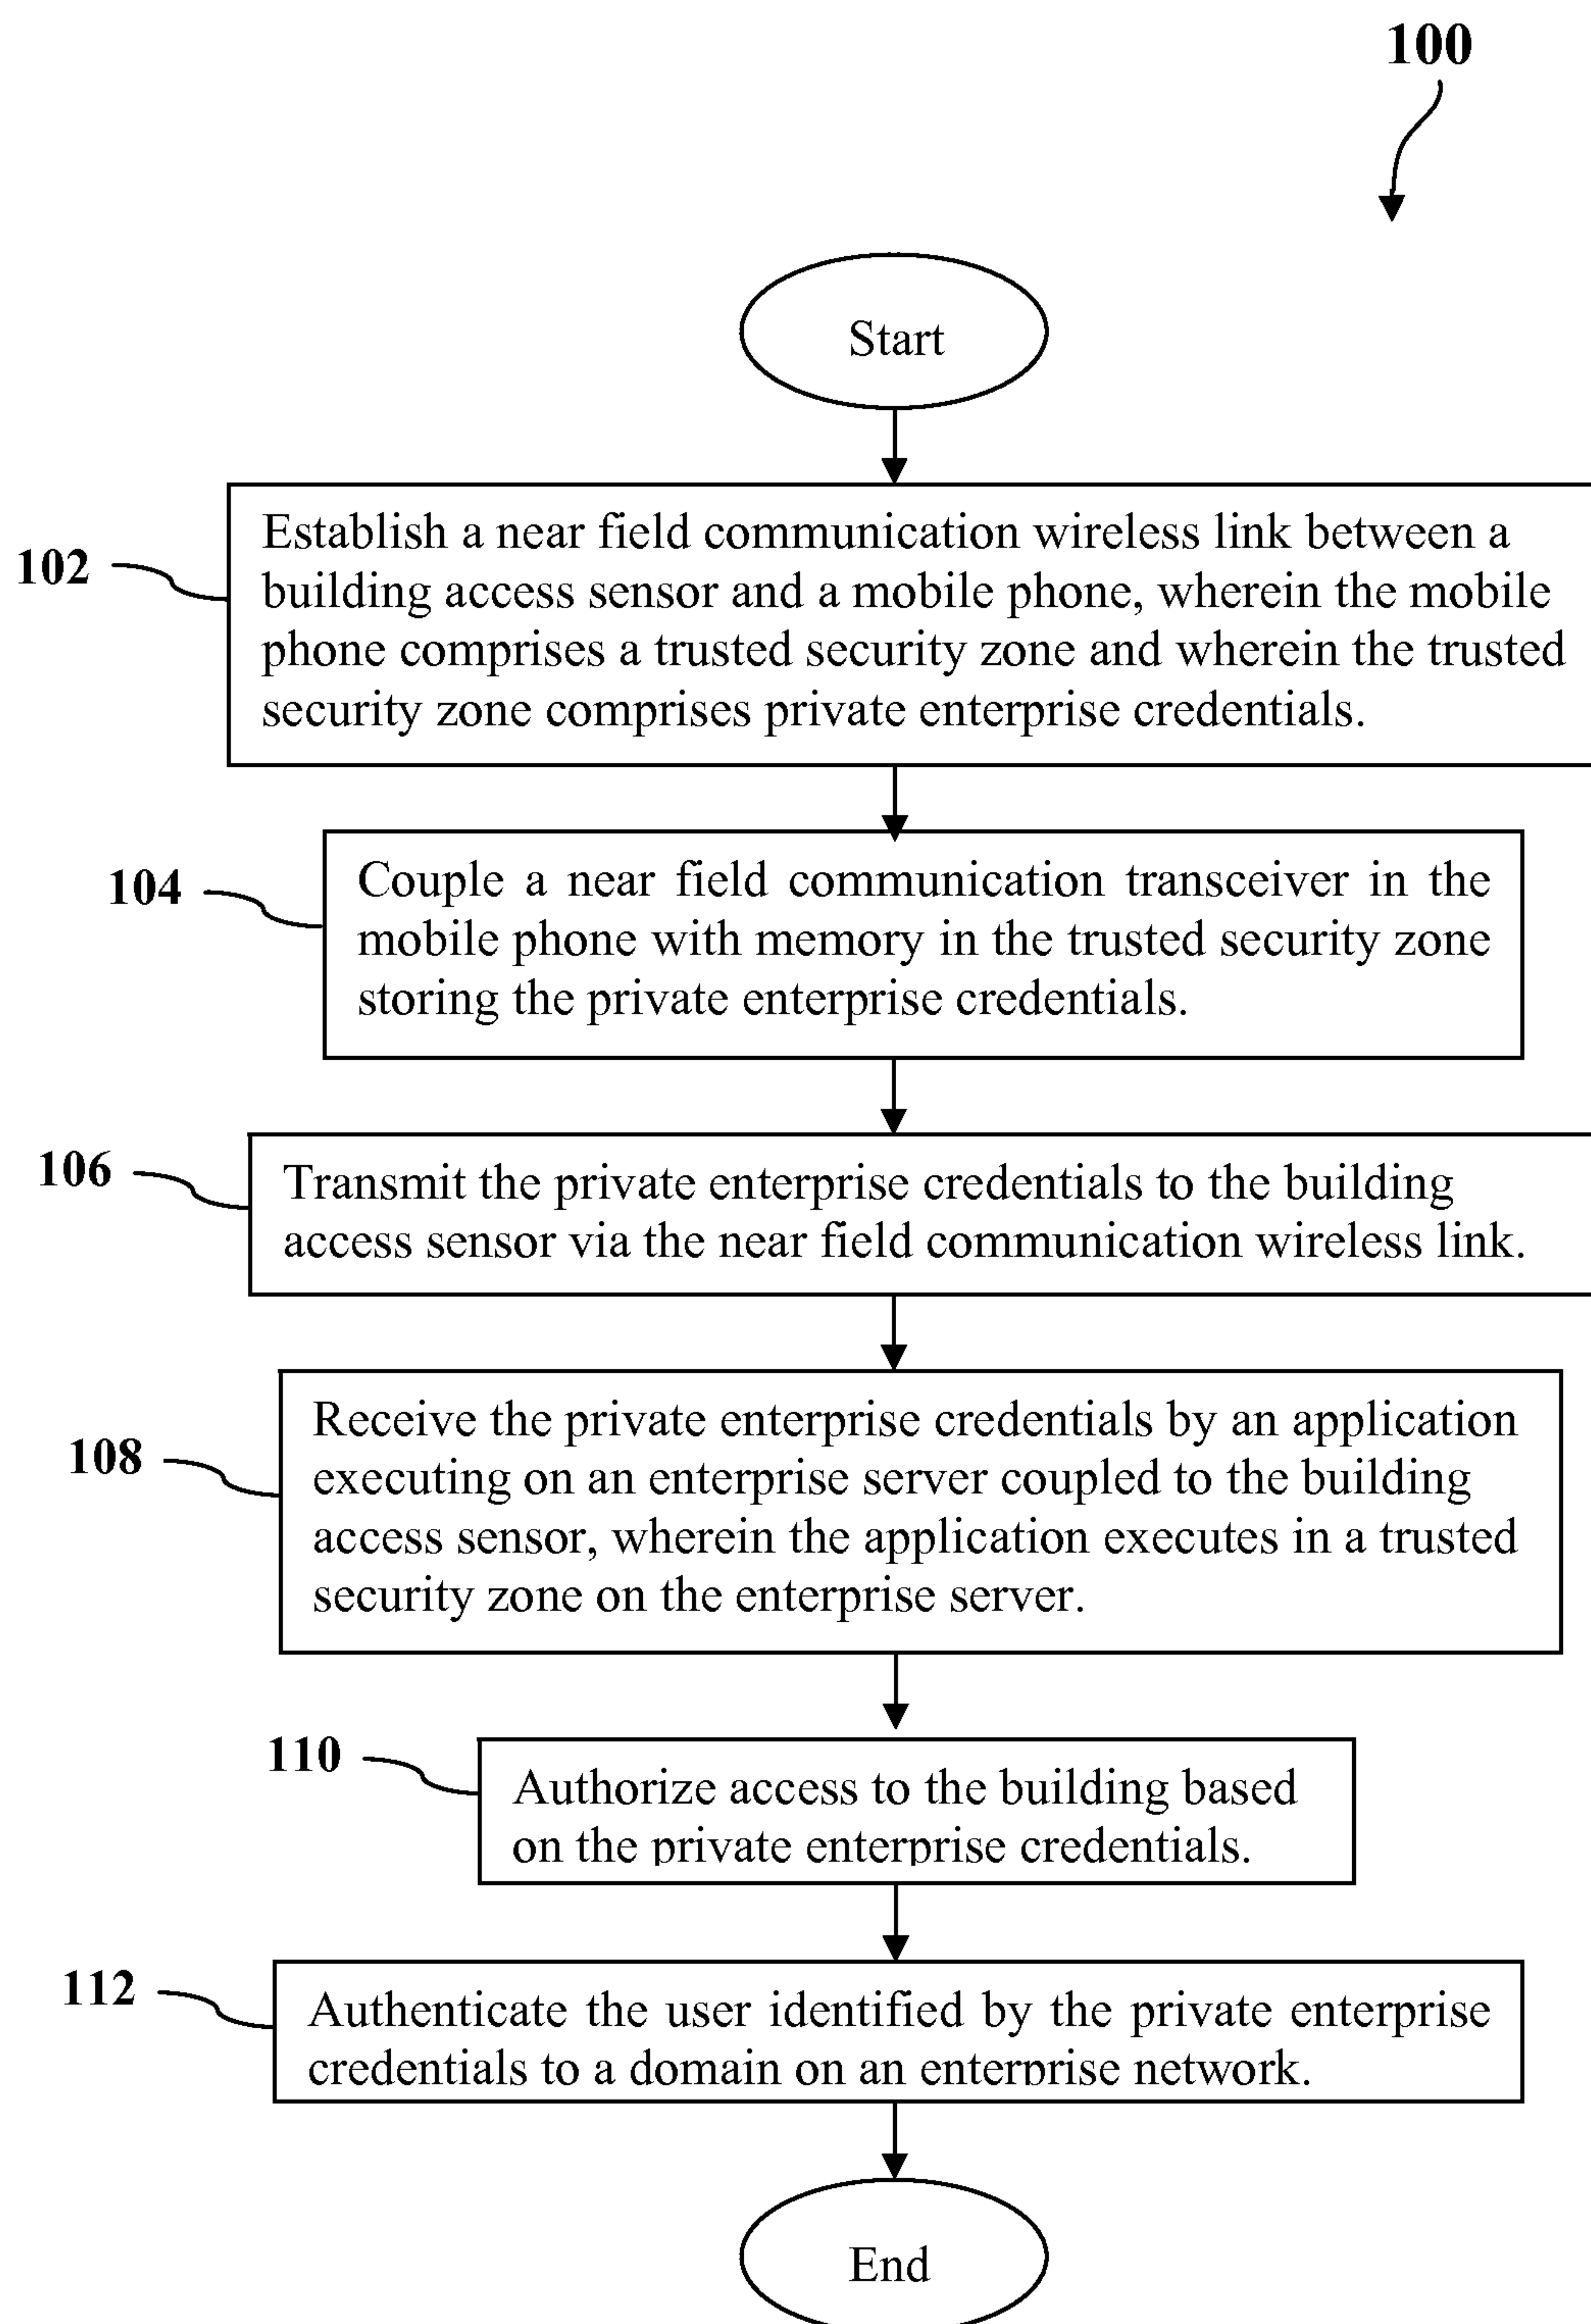 100
Start
102
Establish a near field communication wireless link between a
building access sensor and a mobile phone, wherein the mobile
phone comprises a trusted security zone and wherein the trusted
security zone comprises private enterprise credentials.
104
Couple a near field communication transceiver in the
mobile phone with memory in the trusted security zone
storing the private enterprise credentials.
106
Transmit the private enterprise credentials to the building
access sensor via the near field communication wireless link.
108
Receive the private enterprise credentials by an application
executing on an enterprise server coupled to the building
access sensor, wherein the application executes in a trusted
security zone on the enterprise server.
110
Authorize access to the building based
on the private enterprise credentials.
112
Authenticate the user identified by the private enterprise
credentials to a domain on an enterprise network.
End